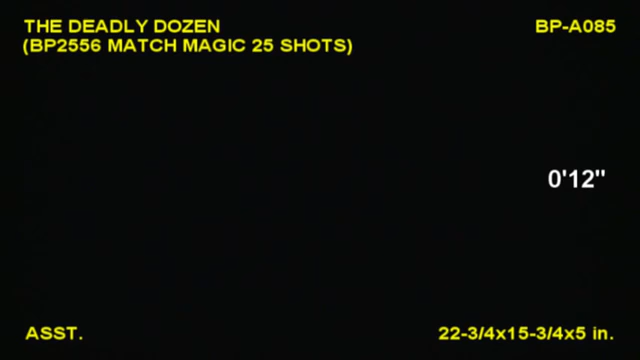 THE DEADLY DOZEN
(BP2556 MATCH MAGIC 25 SHOTS)
BP-A085
0'12"
ASST.
22-3/4x15-3/4x5 in.